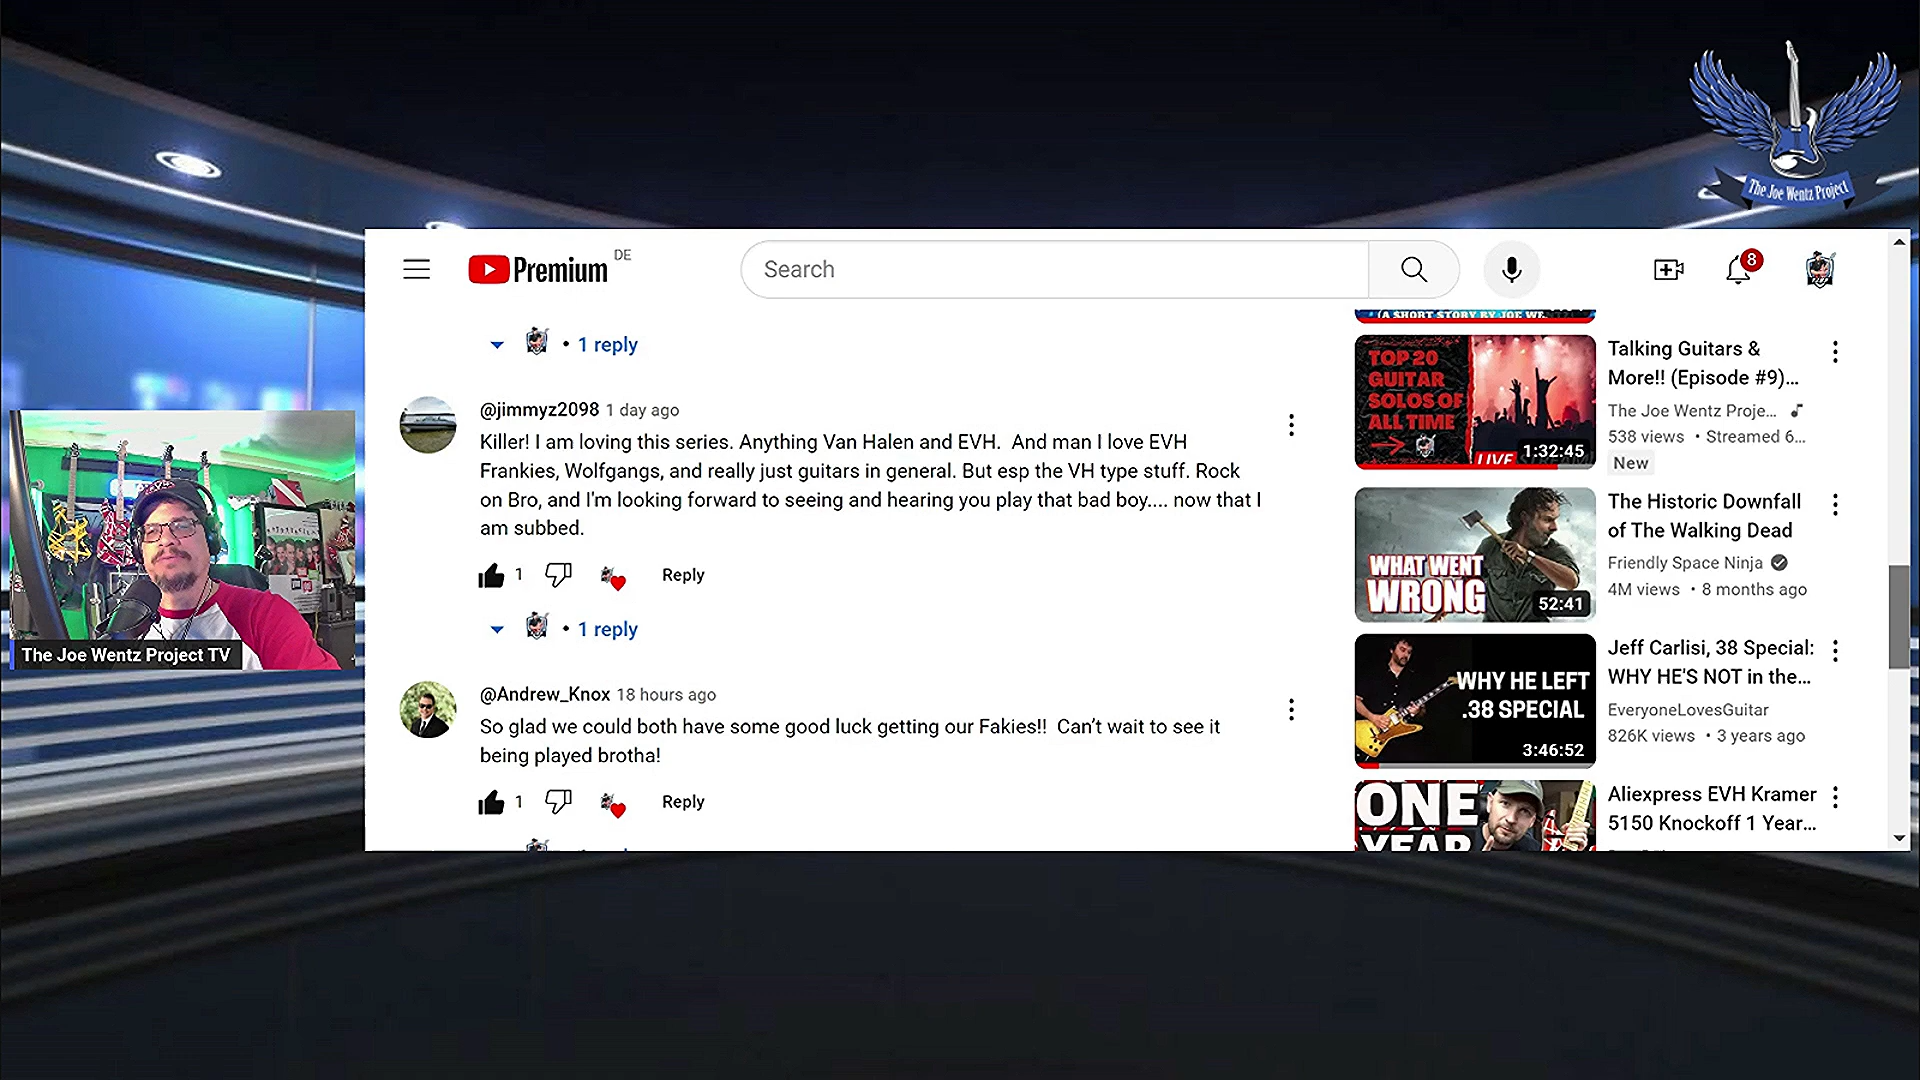 The Joe Wentz Project
Premium DE
Search
8
1 reply
@jimmyz2098 1 day ago
Killer! I am loving this series. Anything Van Halen and EVH. And man I love EVH
Frankies, Wolfgangs, and really just guitars in general. But esp the VH type stuff. Rock
on Bro, and I'm looking forward to seeing and hearing you play that bad boy.... now that I
am subbed.
1 Reply
1 reply
@Andrew_Knox 18 hours ago
So glad we could both have some good luck getting our Fakies!! Can't wait to see it
being played brotha!
1 Reply
The Joe Wentz Project TV
(A SHORT STORY BY JOE WE
TOP 20
GUITAR
SOLOS OF
ALL TIME
LIVE 1:32:45
Talking Guitars &
More!! (Episode #9)...
The Joe Wentz Proje...
538 views • Streamed 6...
New
WHAT WENT
WRONG
52:41
The Historic Downfall
of The Walking Dead
Friendly Space Ninja
4M views • 8 months ago
WHY HE LEFT
.38 SPECIAL
3:46:52
Jeff Carlisi, 38 Special:
WHY HE'S NOT in the...
EveryoneLovesGuitar
826K views • 3 years ago
ONE
YEAR
Aliexpress EVH Kramer
5150 Knockoff 1 Year...